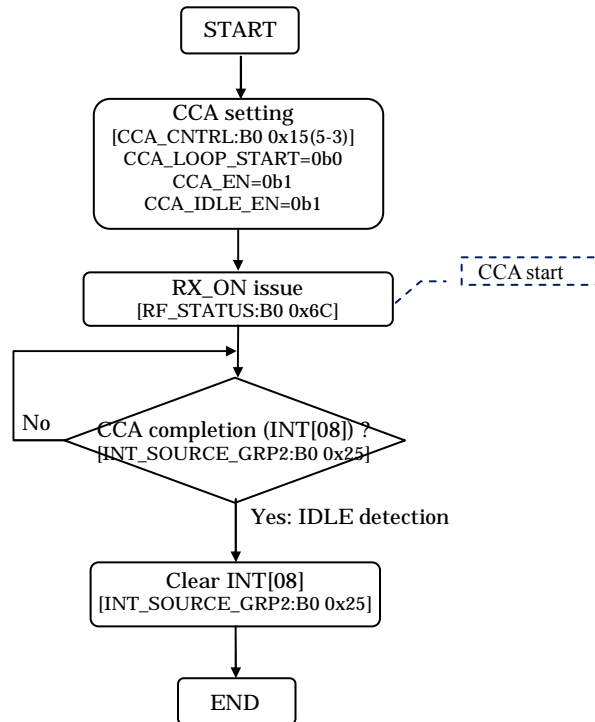 START
CCA setting
[CCA_CNTRL:B0 0x15(5-3)]
CCA_LOOP_START=0b0
CCA_EN=0b1
CCA_IDLE_EN=0b1
RX_ON issue
[RF_STATUS:B0 0x6C]
CCA start
No
CCA completion (INT[08]) ?
[INT_SOURCE_GRP2:B0 0x25]
Yes: IDLE detection
Clear INT[08]
[INT_SOURCE_GRP2:B0 0x25]
END